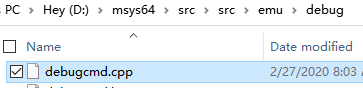 PC > Hey (D:) > msys64 > src > src > emu > debug
Name Date modified
debugcmd.cpp 2/27/2020 8:03